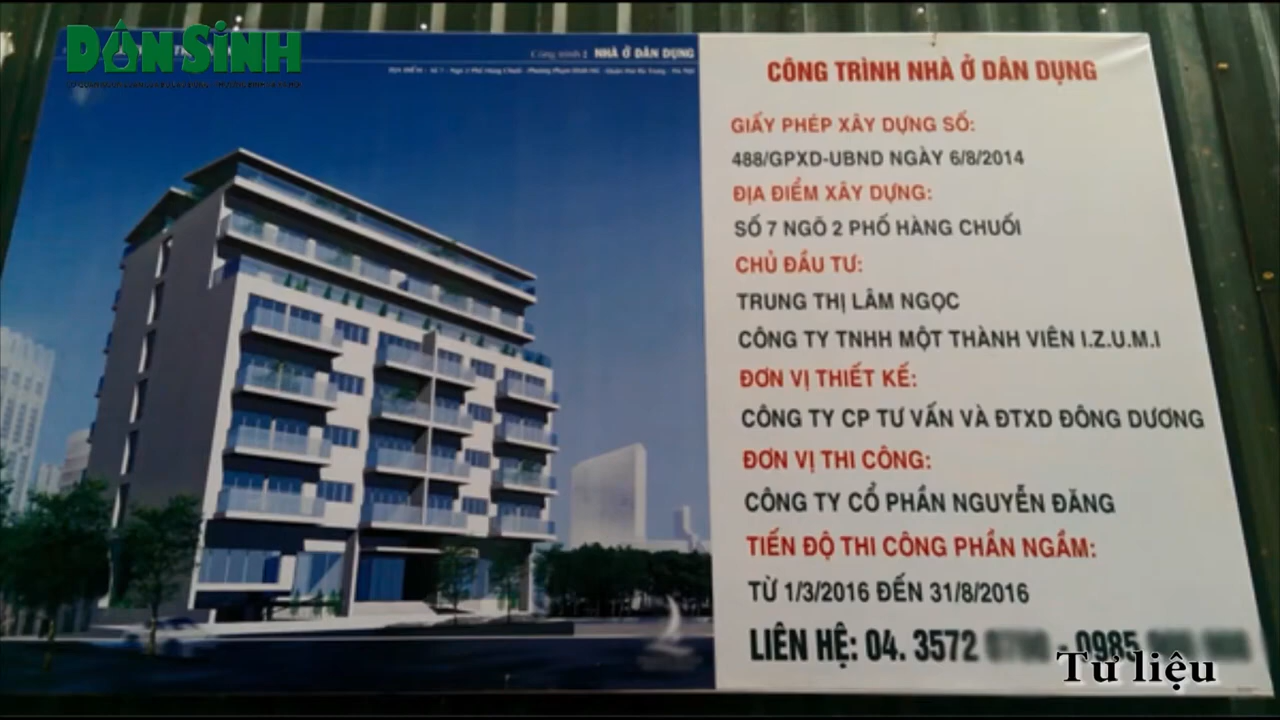 DÂN SINH
Công trình: NHÀ Ở DÂN DỤNG
CÔNG TRÌNH NHÀ Ở DÂN DỤNG
GIẤY PHÉP XÂY DỰNG SỐ:
488/GPXD-UBND NGÀY 6/8/2014
ĐỊA ĐIỂM XÂY DỰNG:
SỐ 7 NGÕ 2 PHỐ HÀNG CHUỐI
CHỦ ĐẦU TƯ:
TRUNG THỊ LÂM NGỌC
CÔNG TY TNHH MỘT THÀNH VIÊN I.Z.U.M.I
ĐƠN VỊ THIẾT KẾ:
CÔNG TY CP TƯ VẤN VÀ ĐTXD ĐÔNG DƯƠNG
ĐƠN VỊ THI CÔNG:
CÔNG TY CỔ PHẦN NGUYỄN ĐĂNG
TIẾN ĐỘ THI CÔNG PHẦN NGẦM:
TỪ 1/3/2016 ĐẾN 31/8/2016
LIÊN HỆ: 04. 3572 - 0985
Tư liệu